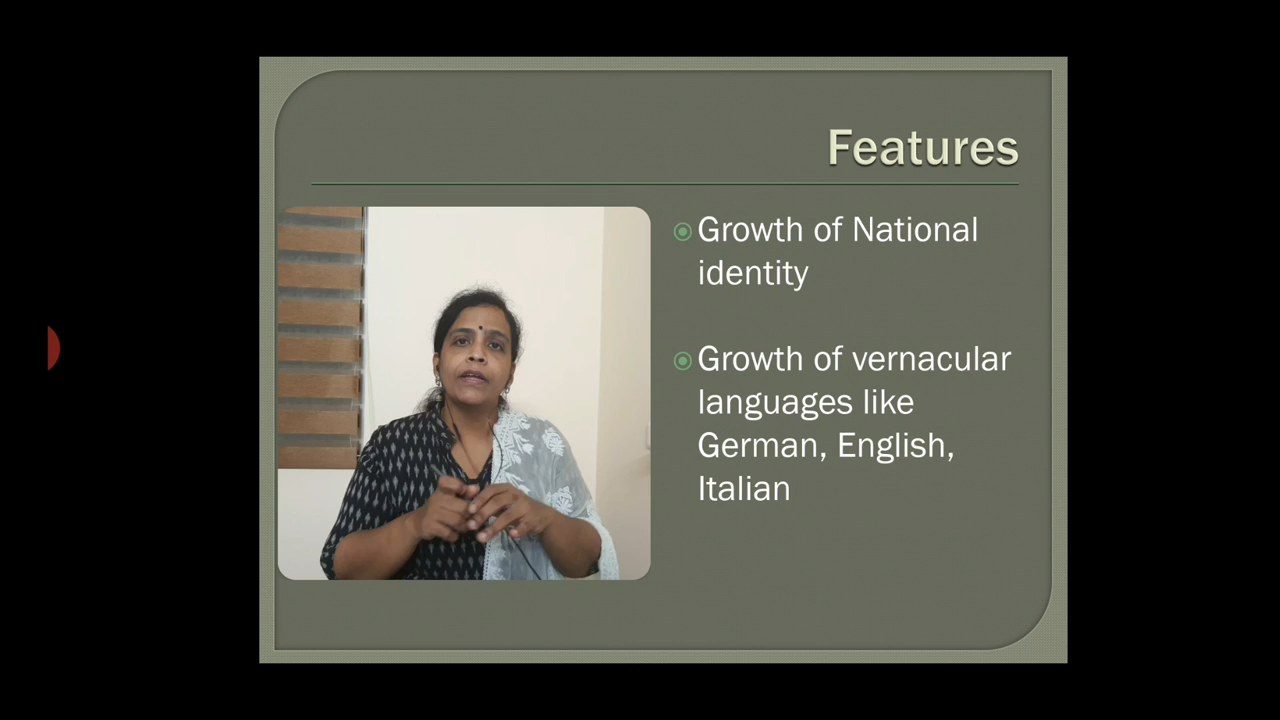 Features
Growth of National
identity
Growth of vernacular
languages like
German, English,
Italian